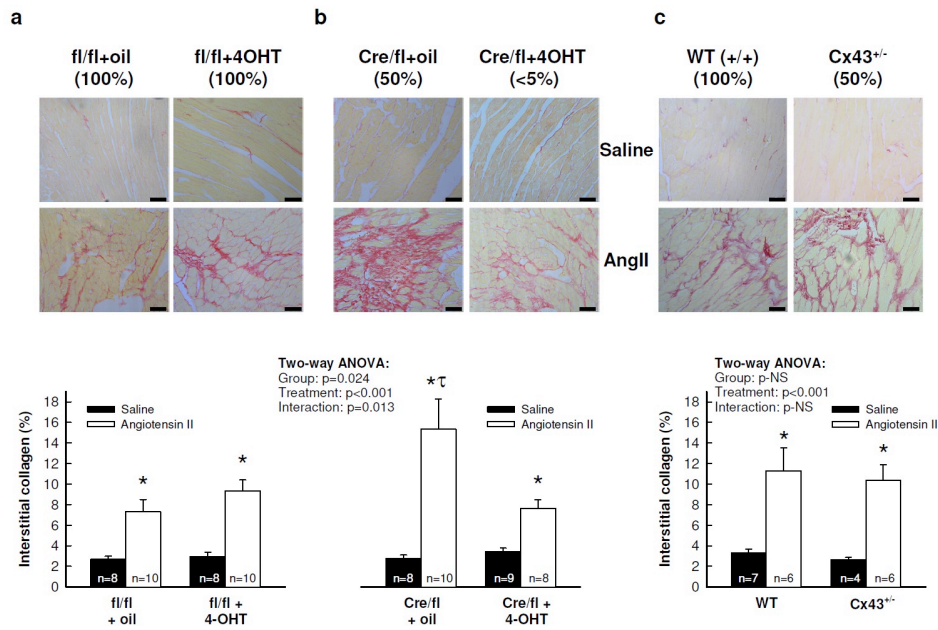 a
b
c
fl/fl+oil
(100%)
fl/fl+4OHT
(100%)
Cre/fl+oil
(50%)
Cre/fl+4OHT
(<5%)
WT (+/+)
(100%)
Cx43+/-
(50%)
Saline
AngII
Two-way ANOVA:
Group: p=0.024
Treatment: p<0.001
Interaction: p=0.013
Two-way ANOVA:
Group: p-NS
Treatment: p<0.001
Interaction: p-NS
Interstitial collagen (%)
18
16
14
12
10
8
6
4
2
0
Saline
Angiotensin II
*
*
n=8
n=10
n=8
n=10
fl/fl
+ oil
fl/fl +
4-OHT
*τ
Saline
Angiotensin II
*
n=8
n=10
n=9
n=8
Cre/fl
+ oil
Cre/fl +
4-OHT
Interstitial collagen (%)
18
16
14
12
10
8
6
4
2
0
Saline
Angiotensin II
*
*
n=7
n=6
n=4
n=6
WT
Cx43+/-